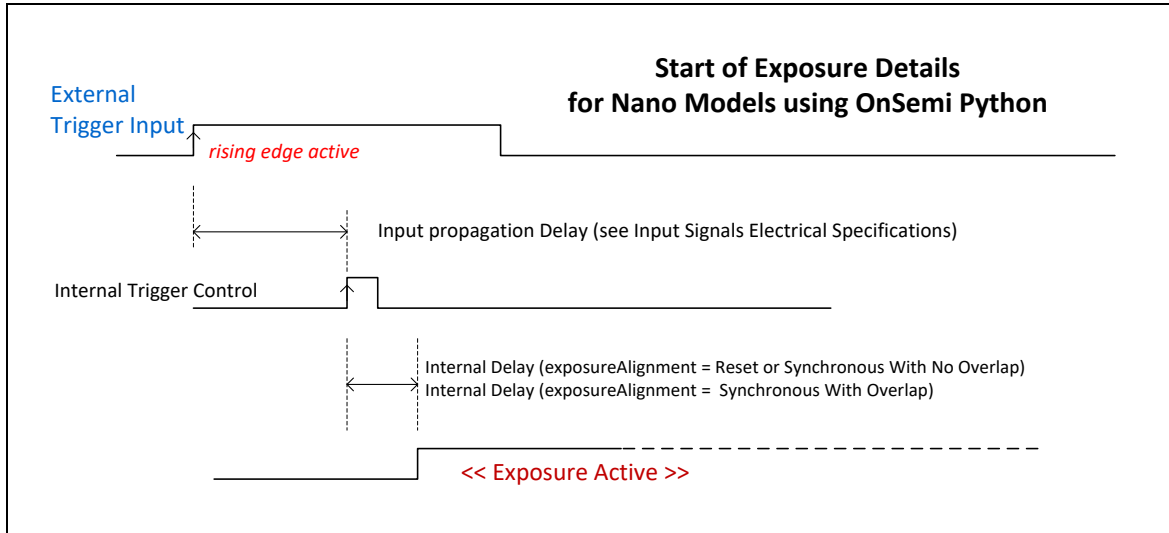 Start of Exposure Details
for Nano Models using OnSemi Python
External
Trigger Input
rising edge active
Input propagation Delay (see Input Signals Electrical Specifications)
Internal Trigger Control
Internal Delay (exposureAlignment = Reset or Synchronous With No Overlap)
Internal Delay (exposureAlignment = Synchronous With Overlap)
<< Exposure Active >>